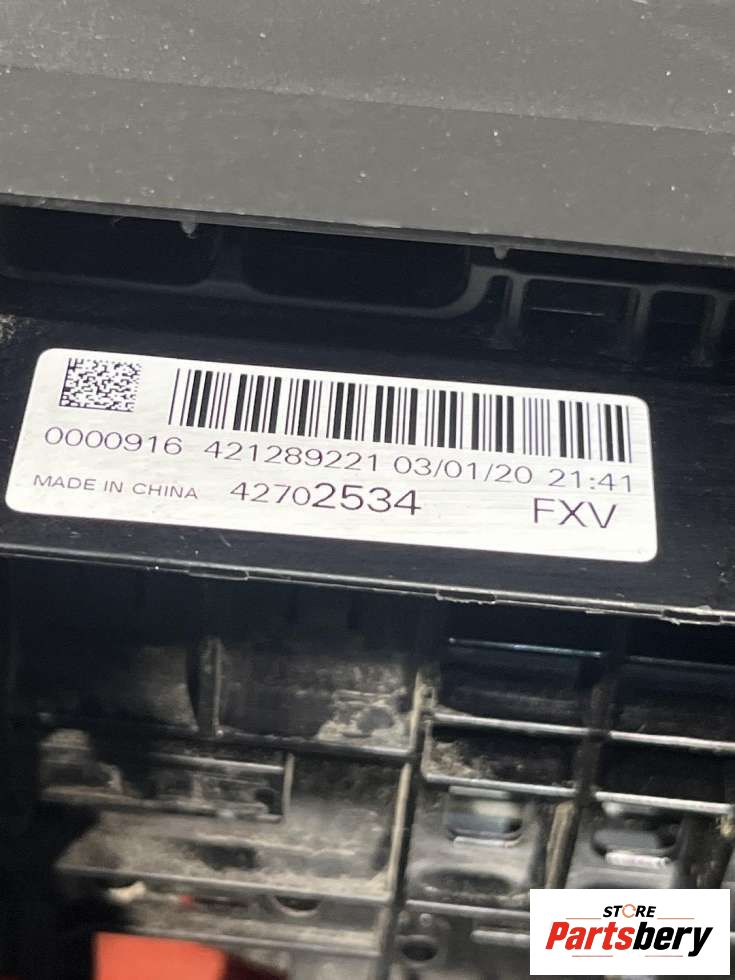 0000916 421289221 03/01/20 21:41
MADE IN CHINA 42702534 FXV
STORE
Partsbery